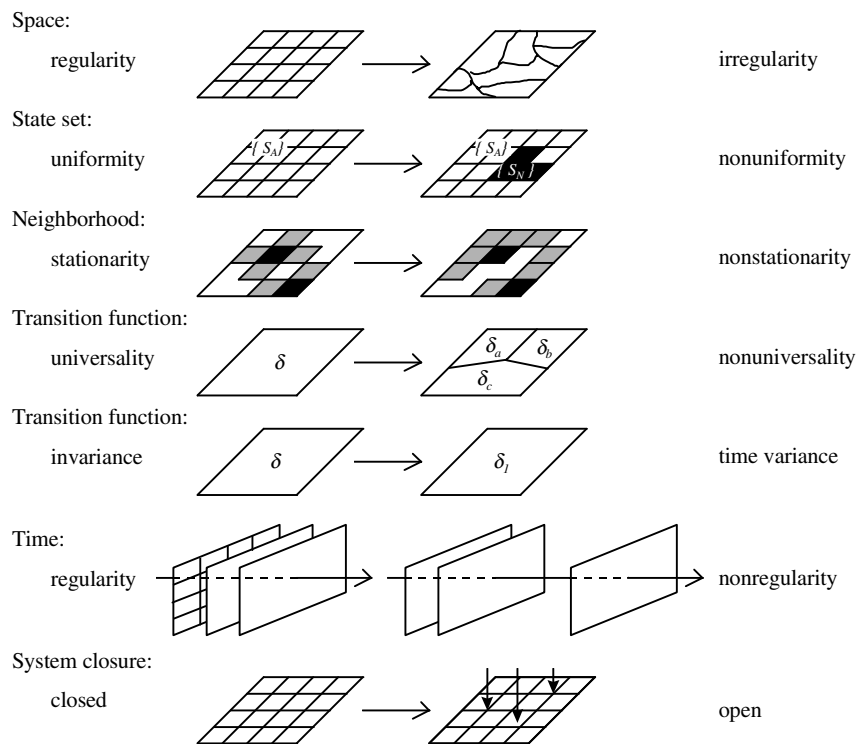 Space:
regularity
irregularity
State set:
uniformity
{ S_A}
{ S_A}
{ S_N }
nonuniformity
Neighborhood:
stationarity
nonstationarity
Transition function:
universality
δ
δ_a
δ_b
δ_c
nonuniversality
Transition function:
invariance
δ
δ_I
time variance
Time:
regularity
nonregularity
System closure:
closed
open